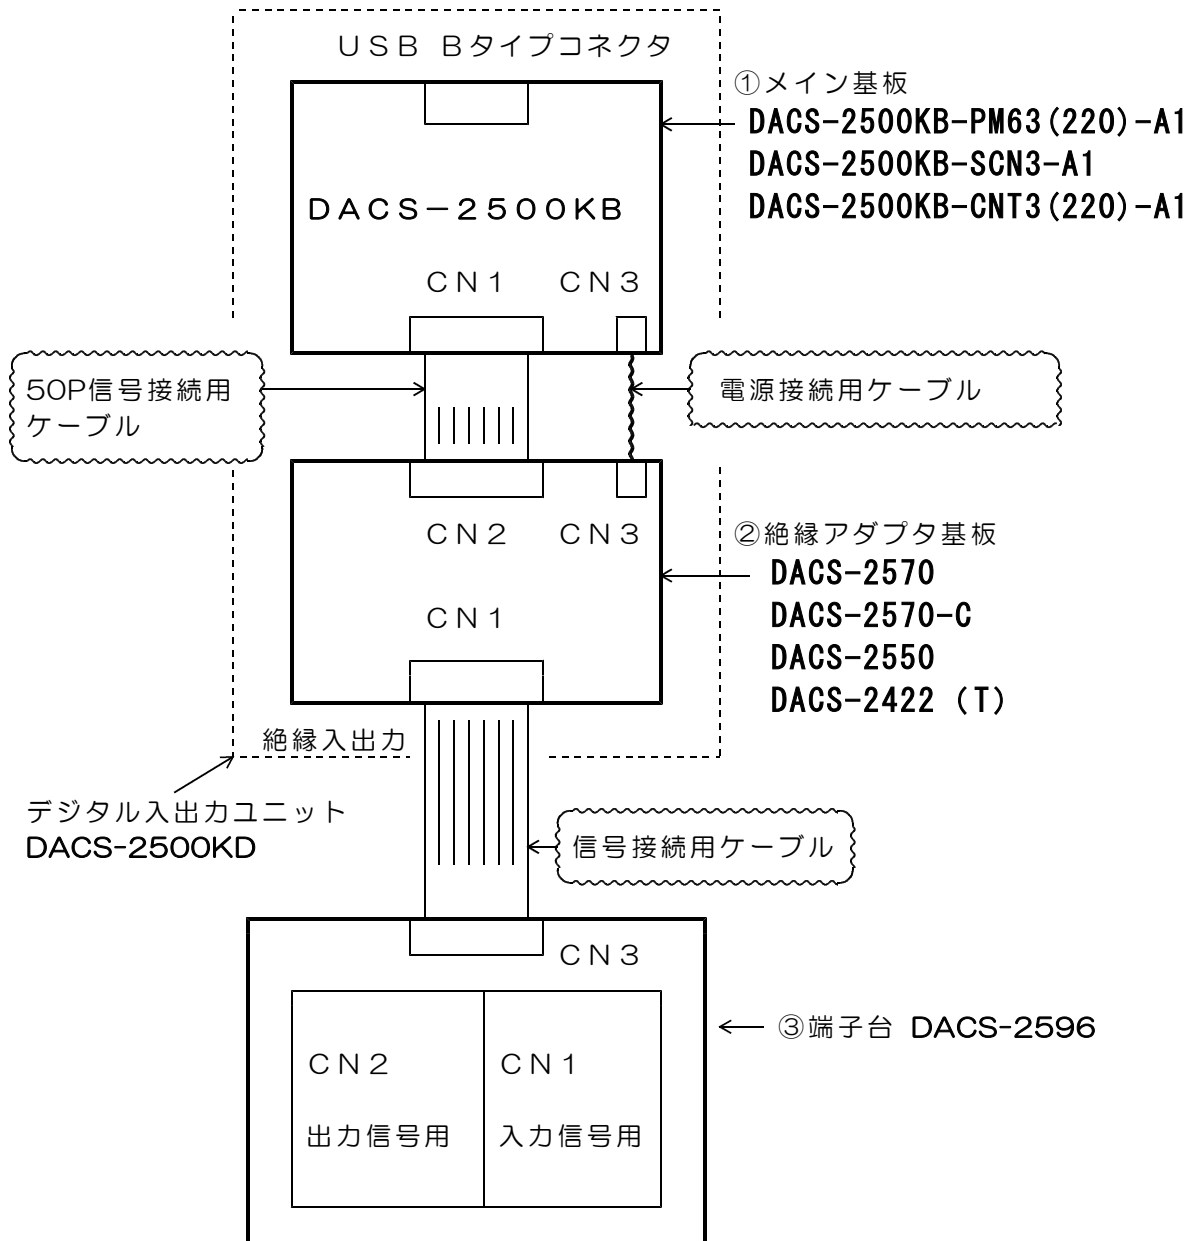 USB Bタイプコネクタ
①メイン基板
DACS-2500KB-PM63(220)-A1
DACS-2500KB-SCN3-A1
DACS-2500KB-CNT3(220)-A1
DACS-2500KB
CN1 CN3
50P信号接続用
ケーブル
電源接続用ケーブル
CN2 CN3
②絶縁アダプタ基板
DACS-2570
DACS-2570-C
DACS-2550
DACS-2422 (T)
CN1
絶縁入出力
デジタル入出力ユニット
DACS-2500KD
信号接続用ケーブル
CN3
③端子台 DACS-2596
CN2 CN1
出力信号用 入力信号用